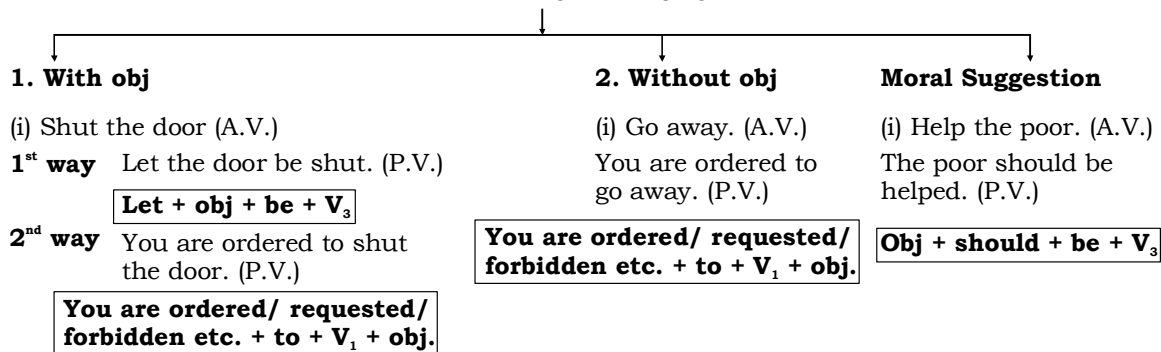 1. With obj
(i) Shut the door (A.V.)
1st way Let the door be shut. (P.V.)
Let + obj + be + V₃
2nd way You are ordered to shut
the door. (P.V.)
You are ordered/ requested/
forbidden etc. + to + V₁ + obj.
2. Without obj
(i) Go away. (A.V.)
You are ordered to
go away. (P.V.)
You are ordered/ requested/
forbidden etc. + to + V₁ + obj.
Moral Suggestion
(i) Help the poor. (A.V.)
The poor should be
helped. (P.V.)
Obj + should + be + V₃